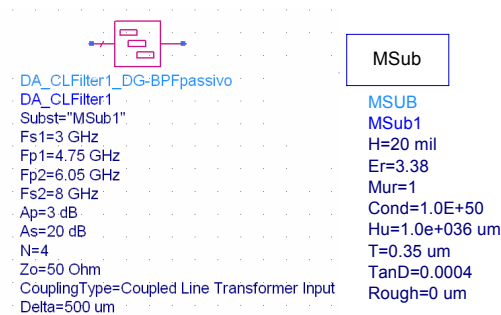 DA_CLFilter1_DG-BPFpassivo
DA_CLFilter1
Subst="MSub1"
Fs1=3 GHz
Fp1=4.75 GHz
Fp2=6.05 GHz
Fs2=8 GHz
Ap=3 dB
As=20 dB
N=4
Zo=50 Ohm
CouplingType=Coupled Line Transformer Input
Delta=500 um
MSub
MSUB
MSub1
H=20 mil
Er=3.38
Mur=1
Cond=1.0E+50
Hu=1.0e+036 um
T=0.35 um
TanD=0.0004
Rough=0 um